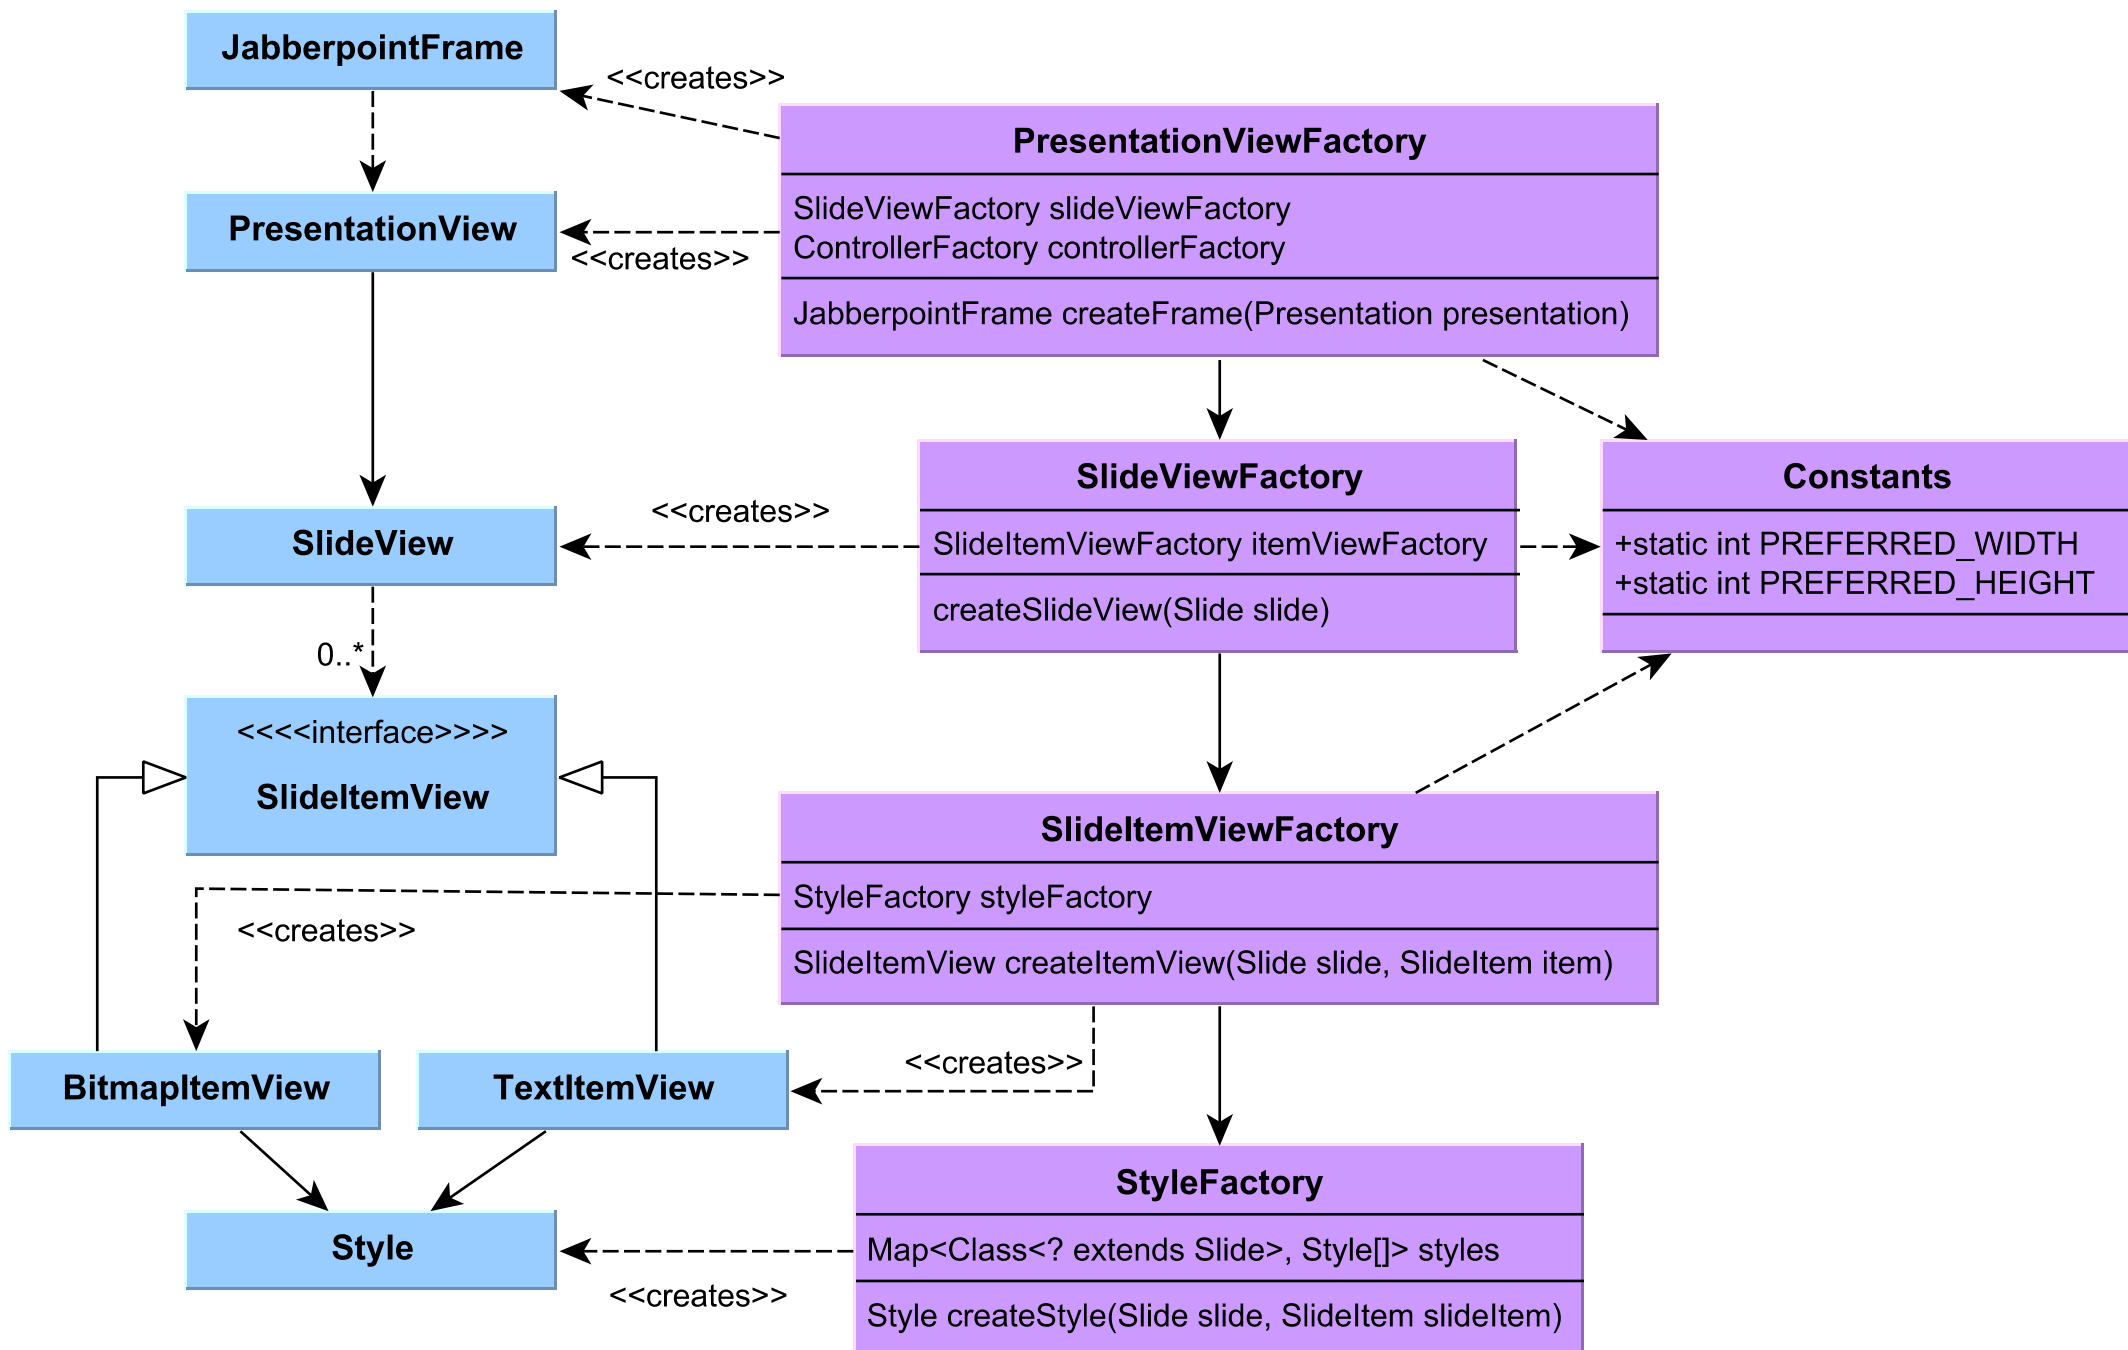 JabberpointFrame
<<creates>>
PresentationViewFactory
SlideViewFactory slideViewFactory
ControllerFactory controllerFactory
JabberpointFrame createFrame(Presentation presentation)
PresentationView
<<creates>>
SlideViewFactory
SlideItemViewFactory itemViewFactory
createSlideView(Slide slide)
Constants
+static int PREFERRED_WIDTH
+static int PREFERRED_HEIGHT
<<creates>>
SlideView
0..*
<<<<interface>>>>
SlideItemView
SlideItemViewFactory
StyleFactory styleFactory
SlideItemView createItemView(Slide slide, SlideItem item)
<<creates>>
<<creates>>
BitmapItemView
TextItemView
StyleFactory
Map<Class<? extends Slide>, Style[]> styles
Style createStyle(Slide slide, SlideItem slideItem)
Style
<<creates>>